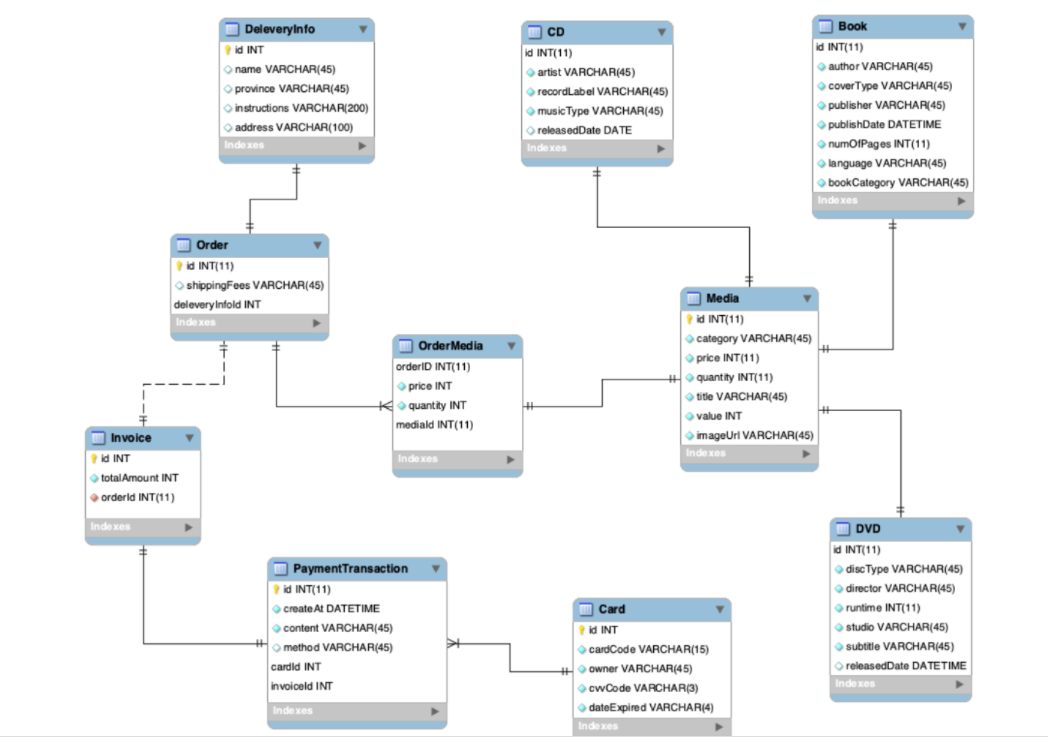 DeleveryInfo
id INT
name VARCHAR(45)
province VARCHAR(45)
instructions VARCHAR(200)
address VARCHAR(100)
Indexes
CD
id INT(11)
artist VARCHAR(45)
recordLabel VARCHAR(45)
musicType VARCHAR(45)
releasedDate DATE
Indexes
Book
id INT(11)
author VARCHAR(45)
coverType VARCHAR(45)
publisher VARCHAR(45)
publishDate DATETIME
numOfPages INT(11)
language VARCHAR(45)
bookCategory VARCHAR(45)
Indexes
Order
id INT(11)
shippingFees VARCHAR(45)
deleveryInfoId INT
Indexes
OrderMedia
orderID INT(11)
price INT
quantity INT
mediaId INT(11)
Indexes
Media
id INT(11)
category VARCHAR(45)
price INT(11)
quantity INT(11)
title VARCHAR(45)
value INT
imageUrl VARCHAR(45)
Indexes
Invoice
id INT
totalAmount INT
orderId INT(11)
Indexes
PaymentTransaction
id INT(11)
createAt DATETIME
content VARCHAR(45)
method VARCHAR(45)
cardId INT
invoiceId INT
Indexes
Card
id INT
cardCode VARCHAR(15)
owner VARCHAR(45)
cvvCode VARCHAR(3)
dateExpired VARCHAR(4)
Indexes
DVD
id INT(11)
discType VARCHAR(45)
director VARCHAR(45)
runtime INT(11)
studio VARCHAR(45)
subtitle VARCHAR(45)
releasedDate DATETIME
Indexes